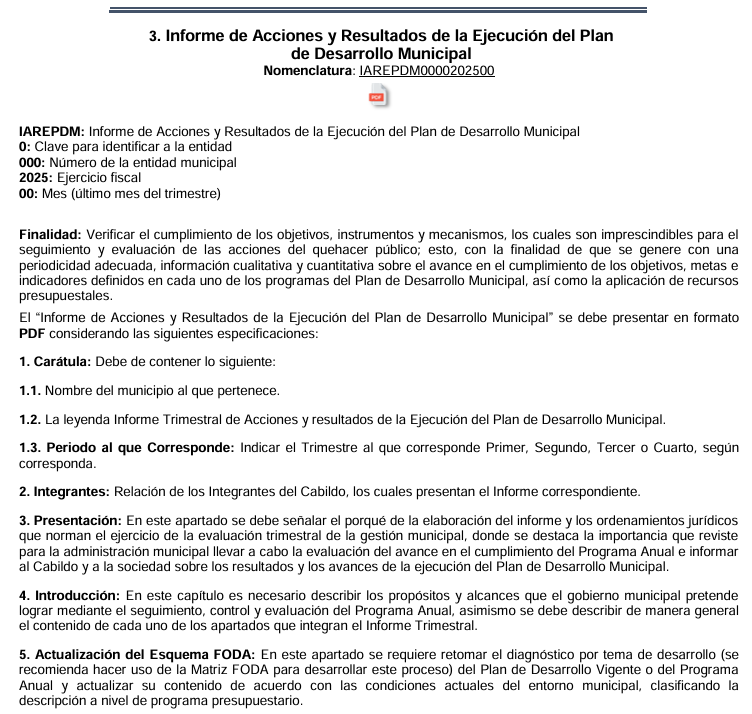 3. Informe de Acciones y Resultados de la Ejecución del Plan
de Desarrollo Municipal
Nomenclatura: IAREPDM0000202500
PDF
IAREPDM: Informe de Acciones y Resultados de la Ejecución del Plan de Desarrollo Municipal
0: Clave para identificar a la entidad
000: Número de la entidad municipal
2025: Ejercicio fiscal
00: Mes (último mes del trimestre)
Finalidad: Verificar el cumplimiento de los objetivos, instrumentos y mecanismos, los cuales son imprescindibles para el
seguimiento y evaluación de las acciones del quehacer público; esto, con la finalidad de que se genere con una
periodicidad adecuada, información cualitativa y cuantitativa sobre el avance en el cumplimiento de los objetivos, metas e
indicadores definidos en cada uno de los programas del Plan de Desarrollo Municipal, así como la aplicación de recursos
presupuestales.
El “Informe de Acciones y Resultados de la Ejecución del Plan de Desarrollo Municipal” se debe presentar en formato
PDF considerando las siguientes especificaciones:
1. Carátula: Debe de contener lo siguiente:
1.1. Nombre del municipio al que pertenece.
1.2. La leyenda Informe Trimestral de Acciones y resultados de la Ejecución del Plan de Desarrollo Municipal.
1.3. Periodo al que Corresponde: Indicar el Trimestre al que corresponde Primer, Segundo, Tercer o Cuarto, según
corresponda.
2. Integrantes: Relación de los Integrantes del Cabildo, los cuales presentan el Informe correspondiente.
3. Presentación: En este apartado se debe señalar el porqué de la elaboración del informe y los ordenamientos jurídicos
que norman el ejercicio de la evaluación trimestral de la gestión municipal, donde se destaca la importancia que reviste
para la administración municipal llevar a cabo la evaluación del avance en el cumplimiento del Programa Anual e informar
al Cabildo y a la sociedad sobre los resultados y los avances de la ejecución del Plan de Desarrollo Municipal.
4. Introducción: En este capítulo es necesario describir los propósitos y alcances que el gobierno municipal pretende
lograr mediante el seguimiento, control y evaluación del Programa Anual, asimismo se debe describir de manera general
el contenido de cada uno de los apartados que integran el Informe Trimestral.
5. Actualización del Esquema FODA: En este apartado se requiere retomar el diagnóstico por tema de desarrollo (se
recomienda hacer uso de la Matriz FODA para desarrollar este proceso) del Plan de Desarrollo Vigente o del Programa
Anual y actualizar su contenido de acuerdo con las condiciones actuales del entorno municipal, clasificando la
descripción a nivel de programa presupuestario.